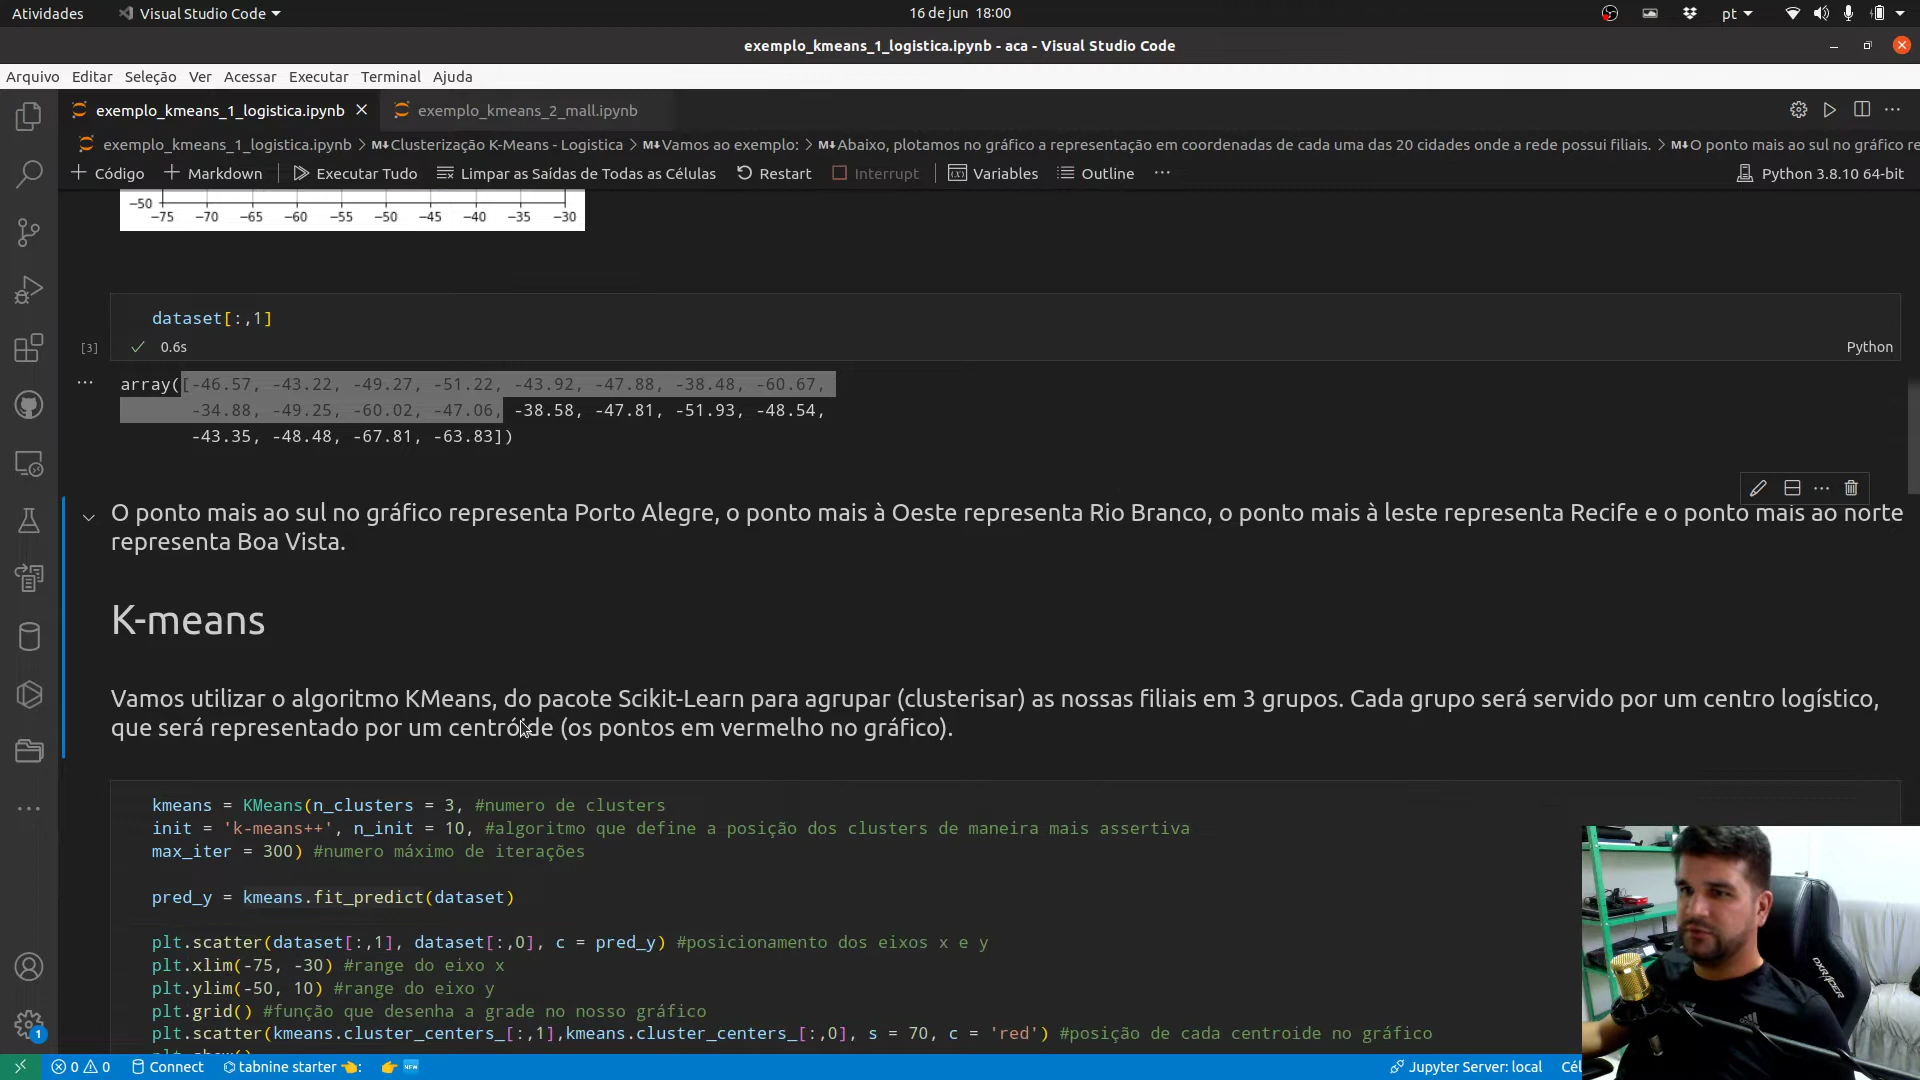 Atividades
Visual Studio Code
16 de jun 18:00
pt
exemplo_kmeans_1_logistica.ipynb - aca - Visual Studio Code
Arquivo Editar Seleção Ver Acessar Executar Terminal Ajuda
exemplo_kmeans_1_logistica.ipynb
exemplo_kmeans_2_mall.ipynb
exemplo_kmeans_1_logistica.ipynb > M↓Clusterização K-Means - Logistica > M↓Vamos ao exemplo: > M↓Abaixo, plotamos no gráfico a representação em coordenadas de cada uma das 20 cidades onde a rede possui filiais. > M↓O ponto mais ao sul no gráfico re
+ Código + Markdown Executar Tudo Limpar as Saídas de Todas as Células Restart Interrupt Variables Outline ... Python 3.8.10 64-bit
−50
−75 −70 −65 −60 −55 −50 −45 −40 −35 −30
dataset[:,1]
[3] 0.6s Python
array([-46.57, -43.22, -49.27, -51.22, -43.92, -47.88, -38.48, -60.67,
-34.88, -49.25, -60.02, -47.06, -38.58, -47.81, -51.93, -48.54,
-43.35, -48.48, -67.81, -63.83])
O ponto mais ao sul no gráfico representa Porto Alegre, o ponto mais à Oeste representa Rio Branco, o ponto mais à leste representa Recife e o ponto mais ao norte
representa Boa Vista.
K-means
Vamos utilizar o algoritmo KMeans, do pacote Scikit-Learn para agrupar (clusterisar) as nossas filiais em 3 grupos. Cada grupo será servido por um centro logístico,
que será representado por um centróide (os pontos em vermelho no gráfico).
kmeans = KMeans(n_clusters = 3, #numero de clusters
init = 'k-means++', n_init = 10, #algoritmo que define a posição dos clusters de maneira mais assertiva
max_iter = 300) #numero máximo de iterações
pred_y = kmeans.fit_predict(dataset)
plt.scatter(dataset[:,1], dataset[:,0], c = pred_y) #posicionamento dos eixos x e y
plt.xlim(-75, -30) #range do eixo x
plt.ylim(-50, 10) #range do eixo y
plt.grid() #função que desenha a grade no nosso gráfico
plt.scatter(kmeans.cluster_centers_[:,1],kmeans.cluster_centers_[:,0], s = 70, c = 'red') #posição de cada centroide no gráfico
DXRACER
1
0 0 Connect tabnine starter NEW Jupyter Server: local Cél